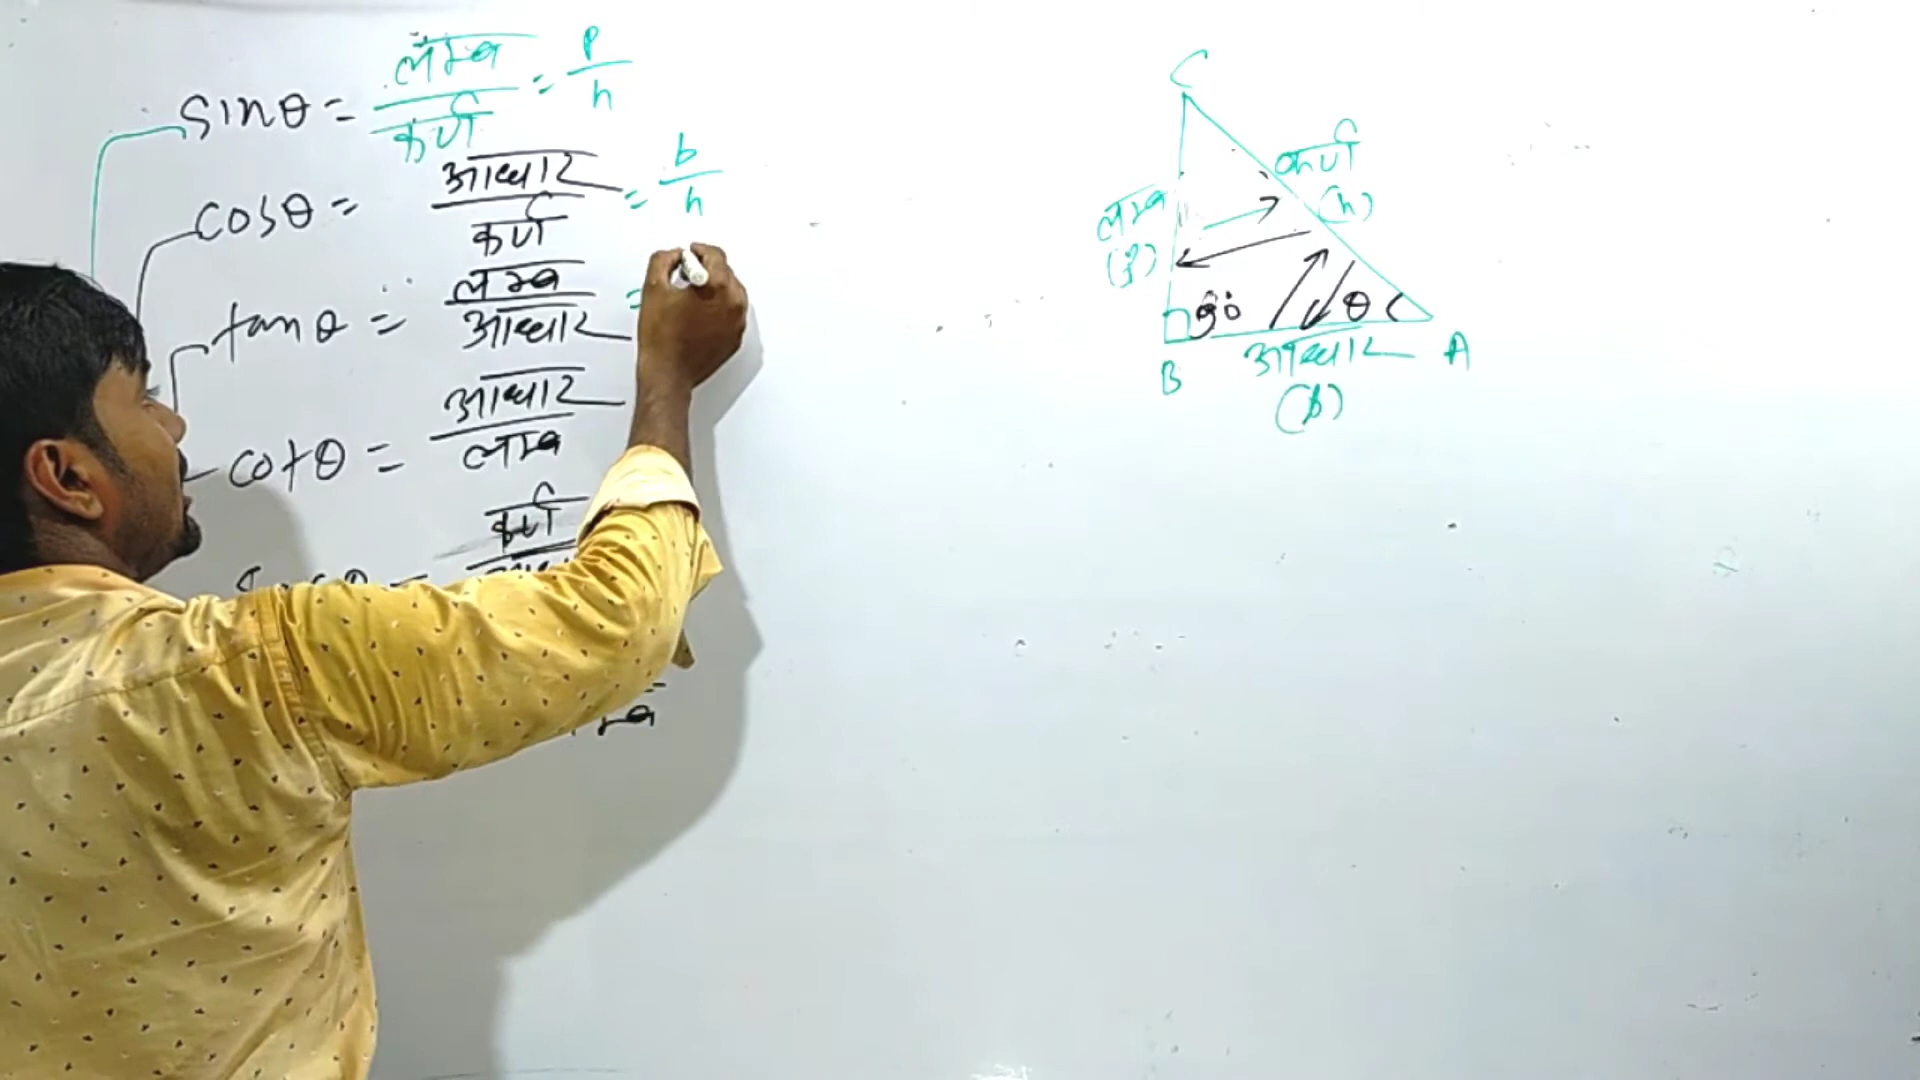 sinθ = लम्ब / कर्ण = p / h
cosθ = आधार / कर्ण = b / h
tanθ = लम्ब / आधार =
cotθ = आधार / लम्ब
कर्ण
C
कर्ण
(h)
लम्ब
(p)
90° θ
B आधार A
(b)